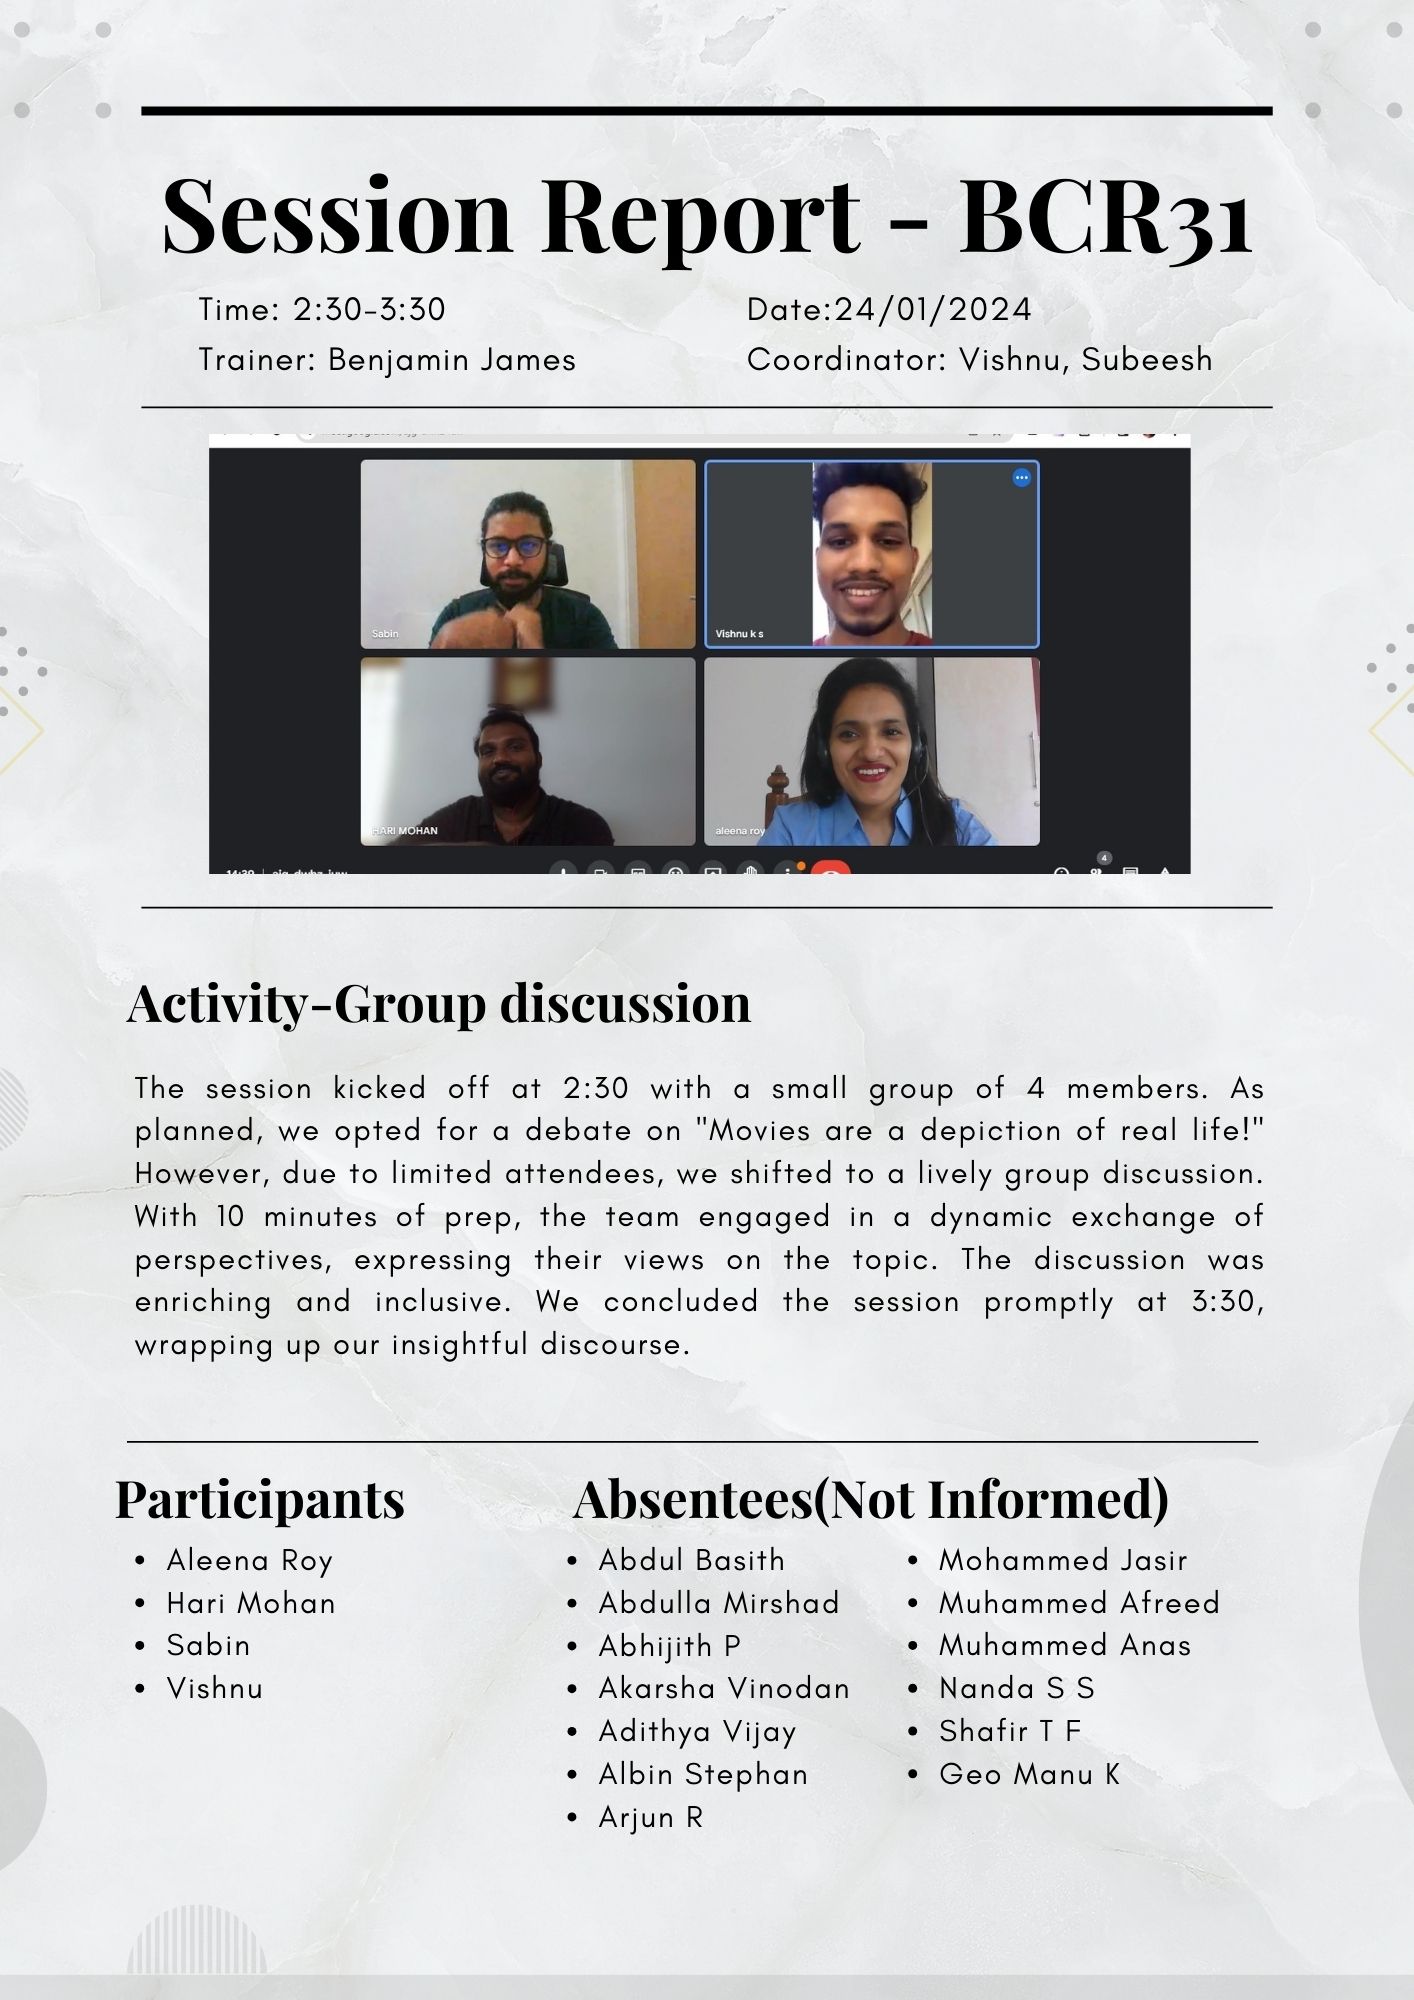 Session Report - BCR31
Time: 2:30-3:30
Date:24/01/2024
Trainer: Benjamin James
Coordinator: Vishnu, Subeesh
Sabin
Vishnu k s
HARI MOHAN
aleena roy
4
Activity-Group discussion
The session kicked off at 2:30 with a small group of 4 members. As
planned, we opted for a debate on "Movies are a depiction of real life!"
However, due to limited attendees, we shifted to a lively group discussion.
With 10 minutes of prep, the team engaged in a dynamic exchange of
perspectives, expressing their views on the topic. The discussion was
enriching and inclusive. We concluded the session promptly at 3:30,
wrapping up our insightful discourse.
Participants
• Aleena Roy
• Hari Mohan
• Sabin
• Vishnu
Absentees(Not Informed)
• Abdul Basith
• Abdulla Mirshad
• Abhijith P
• Akarsha Vinodan
• Adithya Vijay
• Albin Stephan
• Arjun R
• Mohammed Jasir
• Muhammed Afreed
• Muhammed Anas
• Nanda S S
• Shafir T F
• Geo Manu K